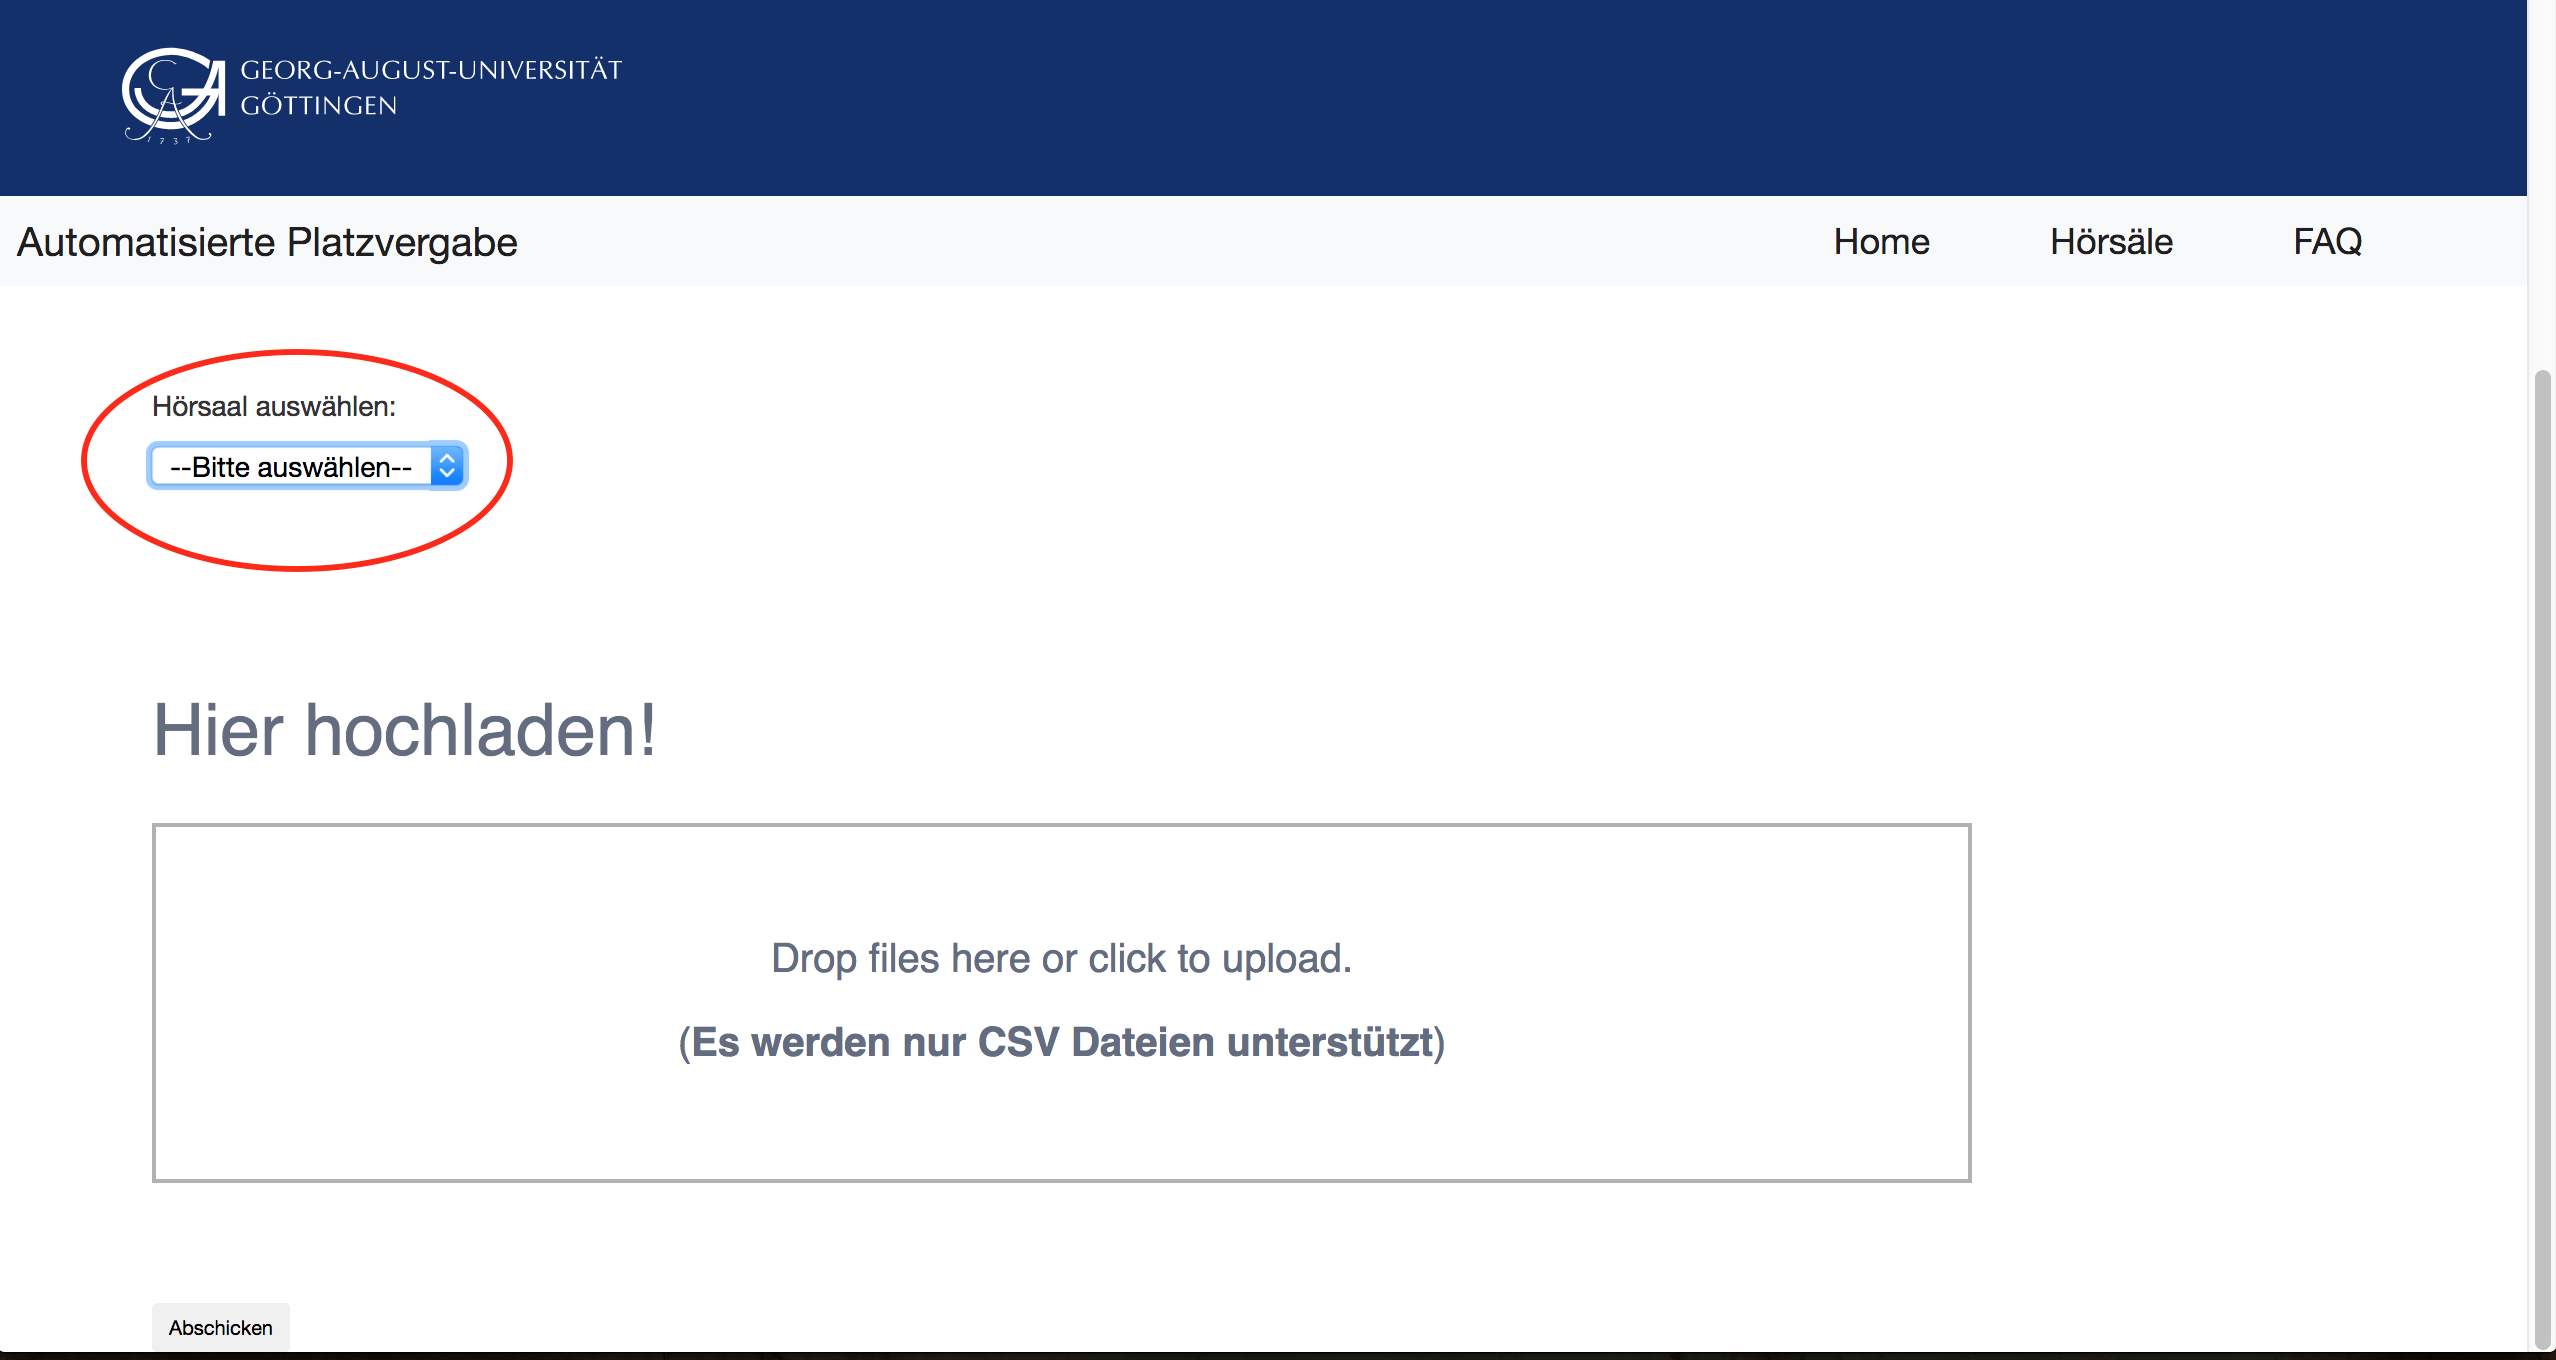 GEORG-AUGUST-UNIVERSITÄT
GÖTTINGEN
1737
Automatisierte Platzvergabe
Home
Hörsäle
FAQ
Hörsaal auswählen:
--Bitte auswählen--
Hier hochladen!
Drop files here or click to upload.
(Es werden nur CSV Dateien unterstützt)
Abschicken